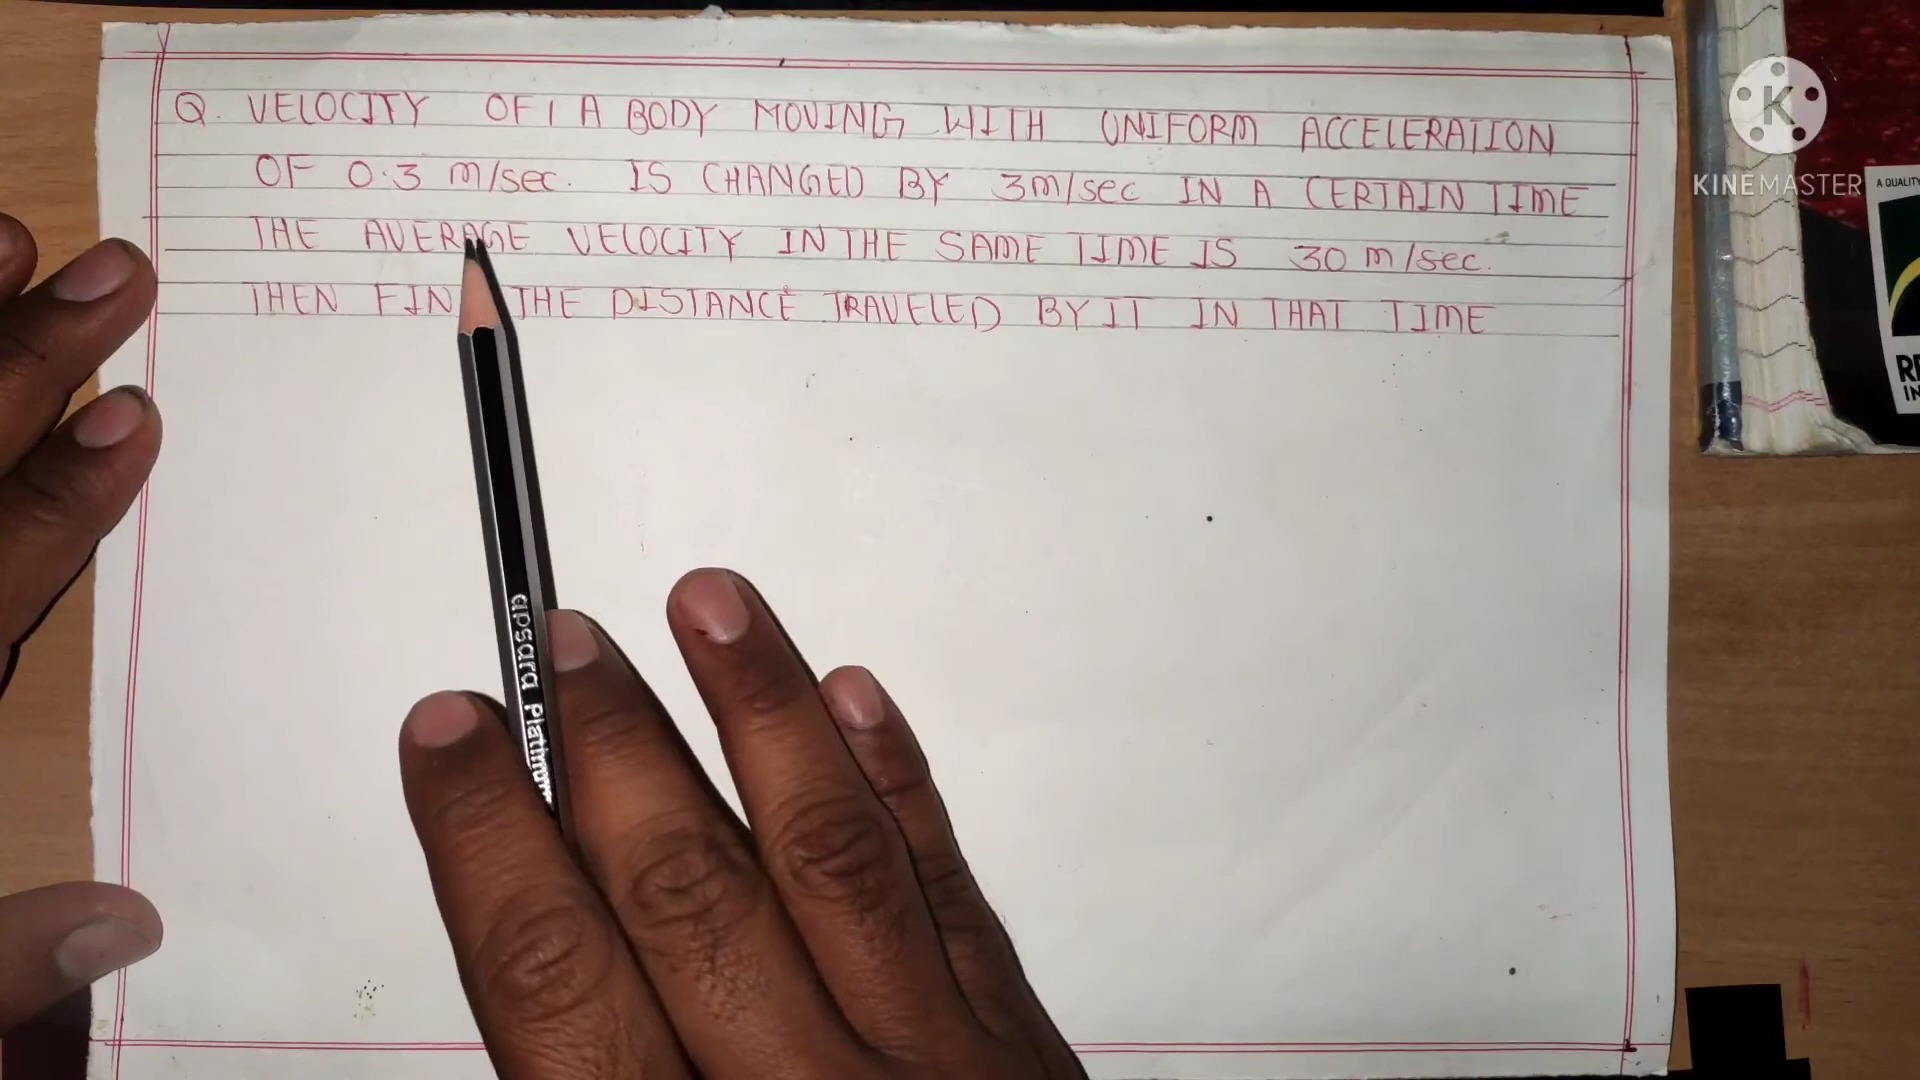 Q. VELOCITY OF A BODY MOVING WITH UNIFORM ACCELERATION
OF 0.3 m/sec. IS CHANGED BY 3m/sec IN A CERTAIN TIME
THE AVERAGE VELOCITY IN THE SAME TIME IS 30 m/sec.
THEN FIN THE DISTANCE TRAVELED BY IT IN THAT TIME
K
KINEMASTER
A QUALITY
apsara